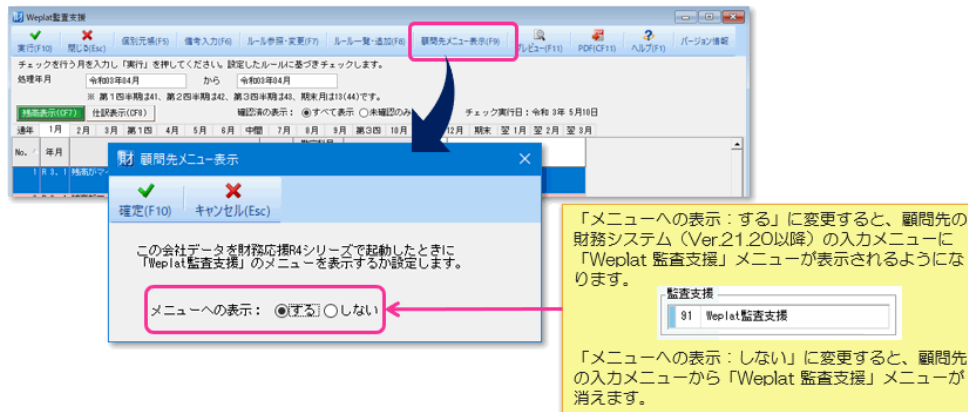 Weplat監査支援
実行(F10) 閉じる(Esc) 個別元帳(F5) 備考入力(F6) ルール参照・変更(F7) ルール一覧・追加(F8) 顧問先メニュー表示(F9) プレビュー(F11) PDF(CF11) ヘルプ(F1) バージョン情報
チェックを行う月を入力し「実行」を押してください。設定したルールに基づきチェックします。
処理年月 令和03年04月 から 令和03年04月
※ 第1四半期は41、第2四半期は42、第3四半期は43、期末月は13(44)です。
残高表示(CF7) 仕訳表示(CF8) 確認済の表示： ◉すべて表示 ○未確認のみ チェック実行日：令和 3年 5月10日
通年 1月 2月 3月 第1四 4月 5月 6月 中間 7月 8月 9月 第3四 10月 12月 期末 翌1月 翌2月 翌3月
No. 年月
1 R 3. 1 残高がマイ
財 顧問先メニュー表示
確定(F10) キャンセル(Esc)
この会社データを財務応援R4シリーズで起動したときに
「Weplat監査支援」のメニューを表示するか設定します。
メニューへの表示： ◉する ○しない
「メニューへの表示：する」に変更すると、顧問先の
財務システム（Ver.21.20以降）の入力メニューに
「Weplat 監査支援」メニューが表示されるようにな
ります。
監査支援
91 Weplat監査支援
「メニューへの表示：しない」に変更すると、顧問先
の入力メニューから「Weplat 監査支援」メニューが
消えます。